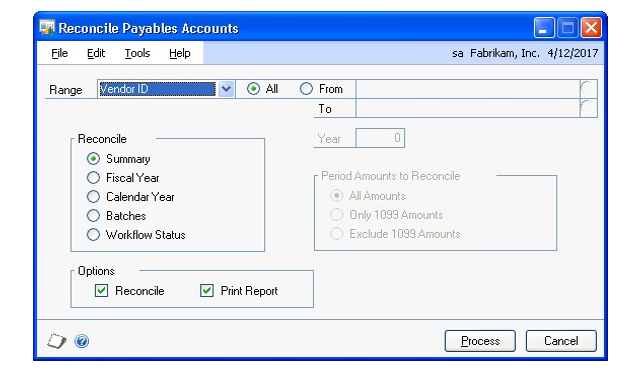 Reconcile Payables Accounts
File Edit Tools Help sa Fabrikam, Inc. 4/12/2017
Range Vendor ID All From
To
Reconcile
Year 0
Summary
Fiscal Year
Calendar Year
Batches
Workflow Status
Period Amounts to Reconcile
All Amounts
Only 1099 Amounts
Exclude 1099 Amounts
Options
Reconcile Print Report
Process Cancel